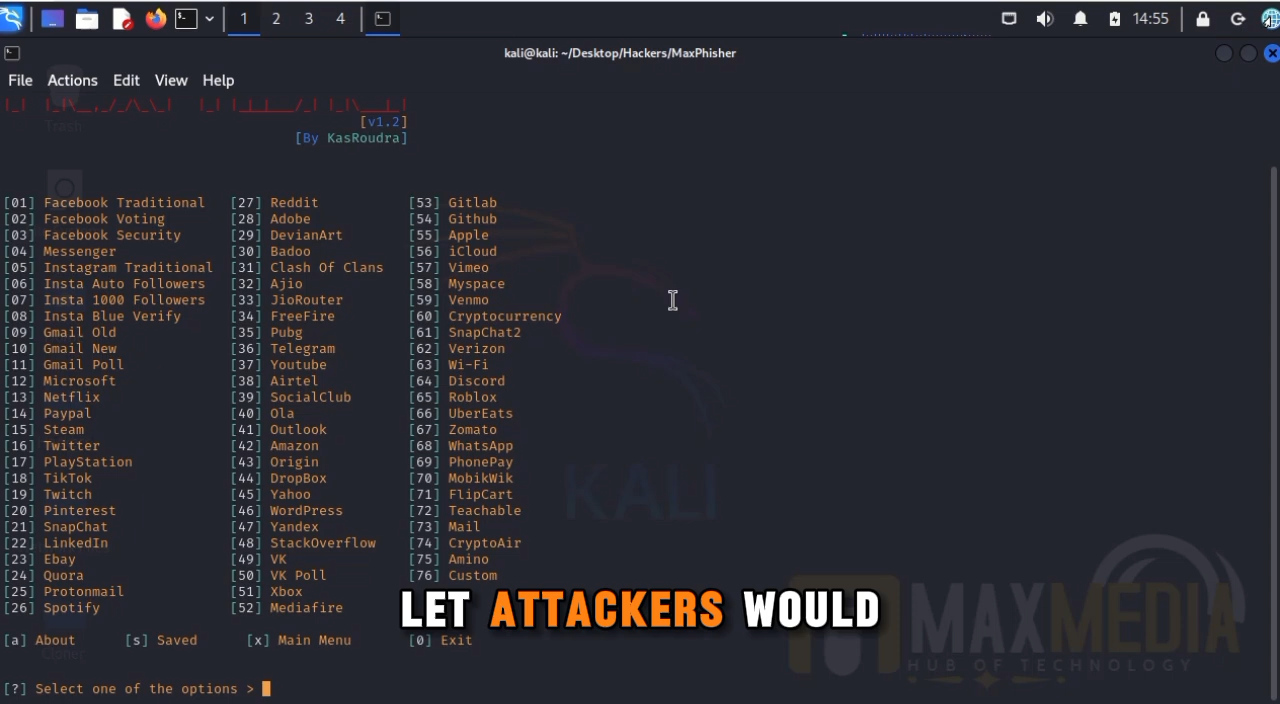 1 2 3 4
14:55
kali@kali: ~/Desktop/Hackers/MaxPhisher
File Actions Edit View Help
Trash
[v1.2]
[By KasRoudra]
[01] Facebook Traditional [27] Reddit [53] Gitlab
[02] Facebook Voting [28] Adobe [54] Github
[03] Facebook Security [29] DevianArt [55] Apple
[04] Messenger [30] Badoo [56] iCloud
[05] Instagram Traditional [31] Clash Of Clans [57] Vimeo
[06] Insta Auto Followers [32] Ajio [58] Myspace
[07] Insta 1000 Followers [33] JioRouter [59] Venmo
[08] Insta Blue Verify [34] FreeFire [60] Cryptocurrency
[09] Gmail Old [35] Pubg [61] SnapChat2
[10] Gmail New [36] Telegram [62] Verizon
[11] Gmail Poll [37] Youtube [63] Wi-Fi
[12] Microsoft [38] Airtel [64] Discord
[13] Netflix [39] SocialClub [65] Roblox
[14] Paypal [40] Ola [66] UberEats
[15] Steam [41] Outlook [67] Zomato
[16] Twitter [42] Amazon [68] WhatsApp
[17] PlayStation [43] Origin [69] PhonePay
[18] TikTok [44] DropBox [70] MobikWik
[19] Twitch [45] Yahoo [71] FlipCart
[20] Pinterest [46] WordPress [72] Teachable
[21] SnapChat [47] Yandex [73] Mail
[22] LinkedIn [48] StackOverflow [74] CryptoAir
[23] Ebay [49] VK [75] Amino
[24] Quora [50] VK Poll [76] Custom
[25] Protonmail [51] Xbox
[26] Spotify [52] Mediafire
KALI
LET ATTACKERS WOULD
[a] About [s] Saved [x] Main Menu [0] Exit
MAXMEDIA
HUB OF TECHNOLOGY
[?] Select one of the options >